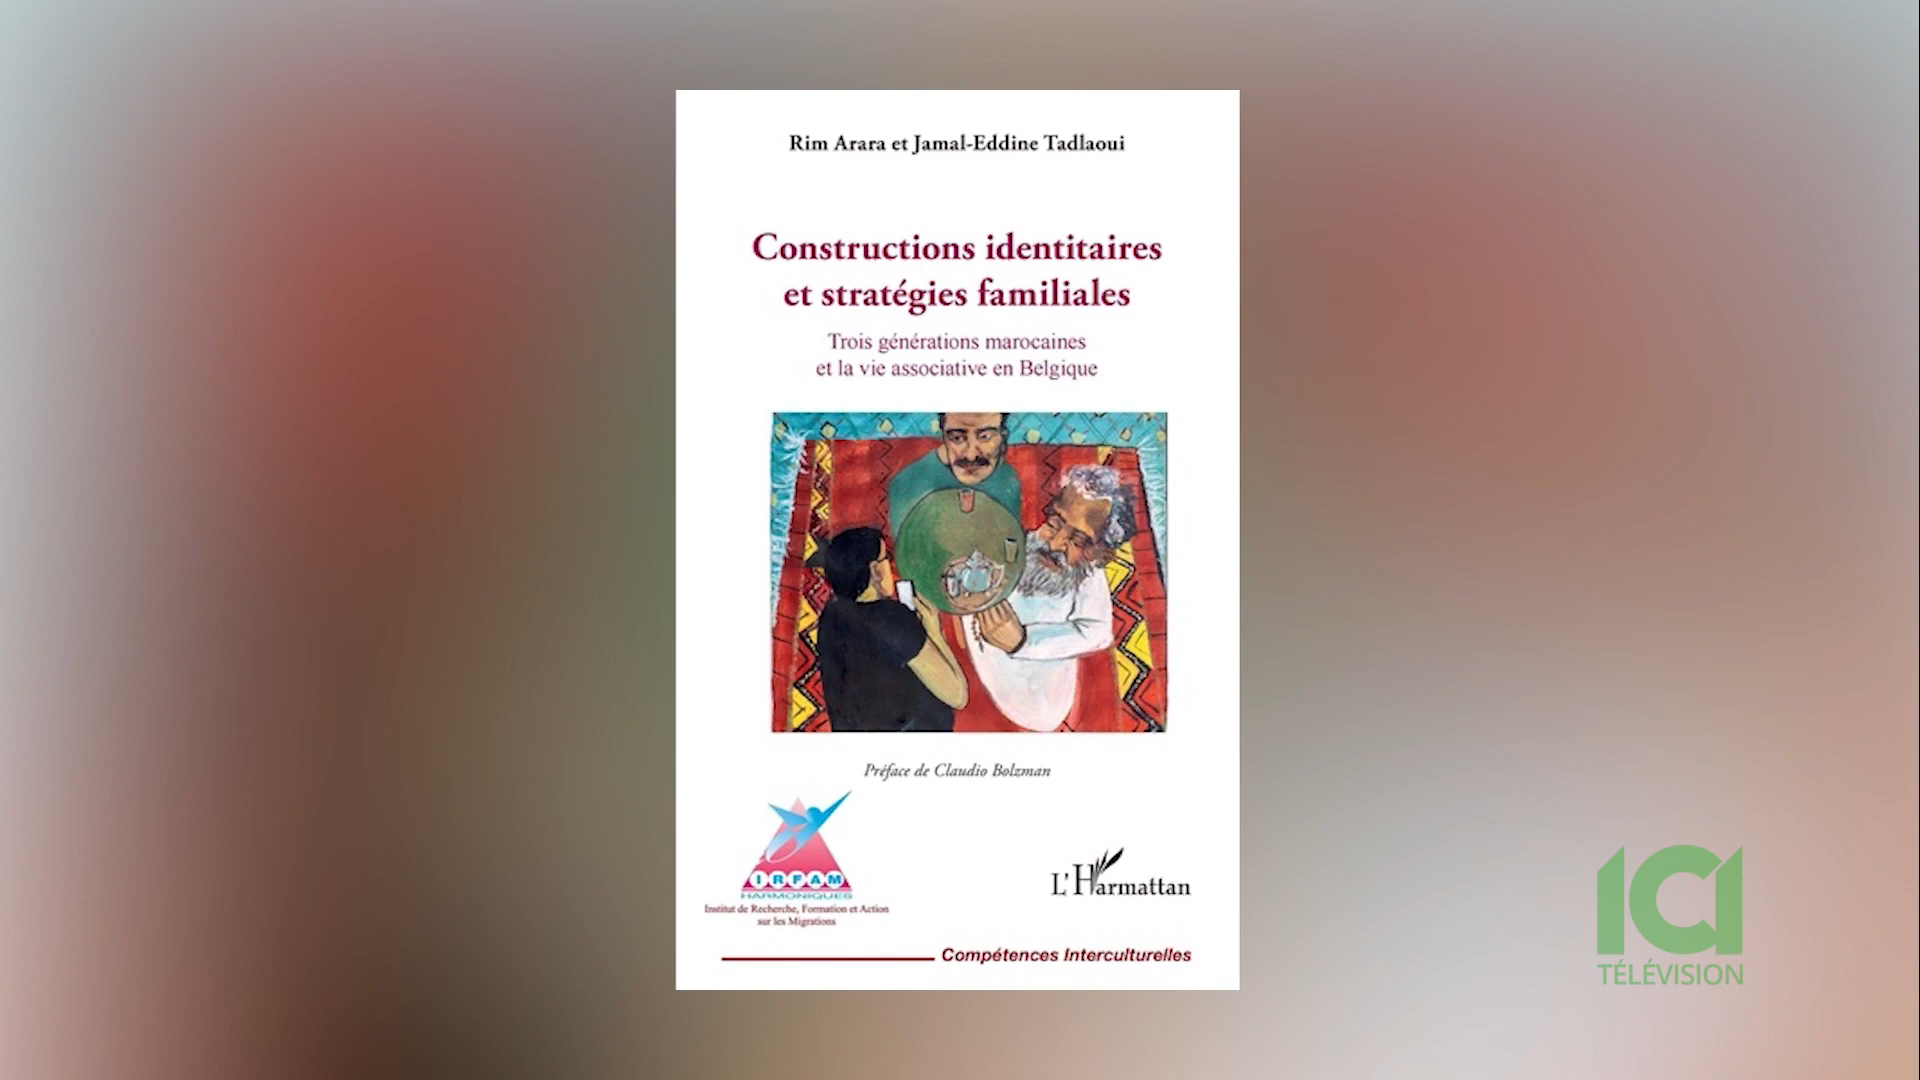 Rim Arara et Jamal-Eddine Tadlaoui
Constructions identitaires
et stratégies familiales
Trois générations marocaines
et la vie associative en Belgique
Préface de Claudio Bolzman
IRFAM
HARMONIQUES
Institut de Recherche, Formation et Action
sur les Migrations
L'Harmattan
Compétences Interculturelles
ICI
TÉLÉVISION